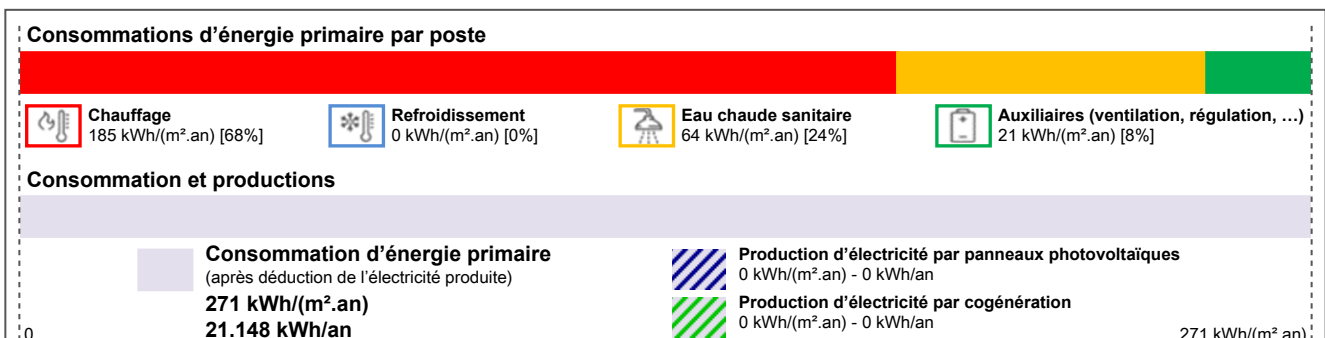 Consommations d’énergie primaire par poste
Chauffage
185 kWh/(m².an) [68%]
Refroidissement
0 kWh/(m².an) [0%]
Eau chaude sanitaire
64 kWh/(m².an) [24%]
Auxiliaires (ventilation, régulation, …)
21 kWh/(m².an) [8%]
Consommation et productions
Consommation d’énergie primaire
(après déduction de l’électricité produite)
271 kWh/(m².an)
21.148 kWh/an
Production d’électricité par panneaux photovoltaïques
0 kWh/(m².an) - 0 kWh/an
Production d’électricité par cogénération
0 kWh/(m².an) - 0 kWh/an
0
271 kWh/(m².an)